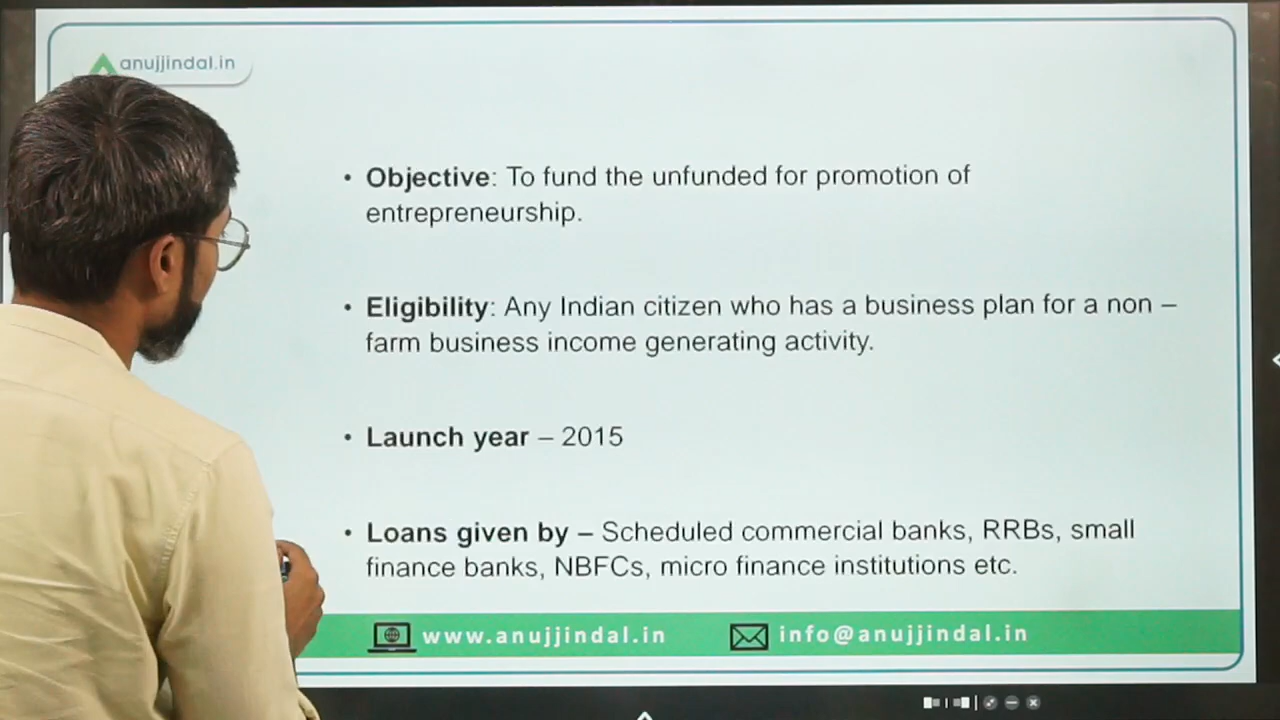 anujjindal.in
• Objective: To fund the unfunded for promotion of
entrepreneurship.
• Eligibility: Any Indian citizen who has a business plan for a non –
farm business income generating activity.
• Launch year – 2015
• Loans given by – Scheduled commercial banks, RRBs, small
finance banks, NBFCs, micro finance institutions etc.
www.anujjindal.in info@anujjindal.in